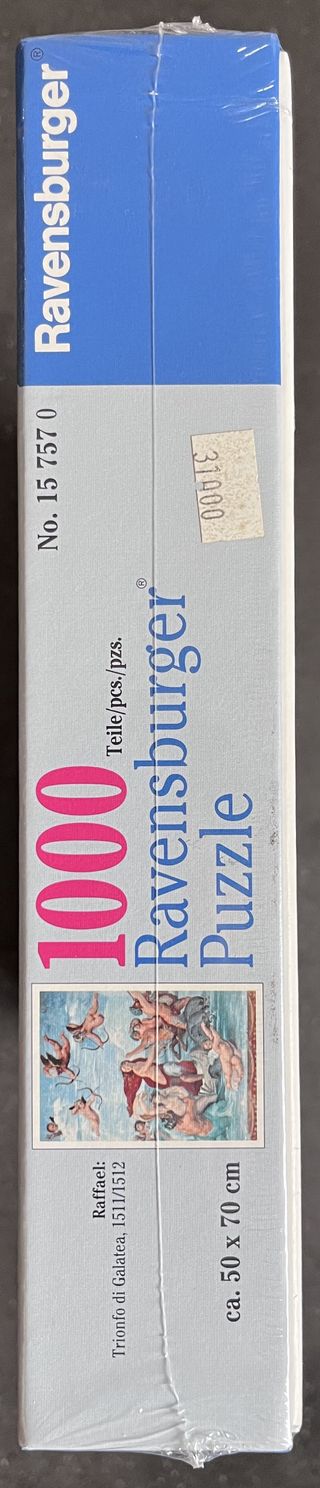 Raffael:
Trionfo di Galatea, 1511/1512
ca. 50 x 70 cm
1000 Teile/pcs./pzs.
Ravensburger®
Puzzle
No. 15 757 0
31000
Ravensburger®